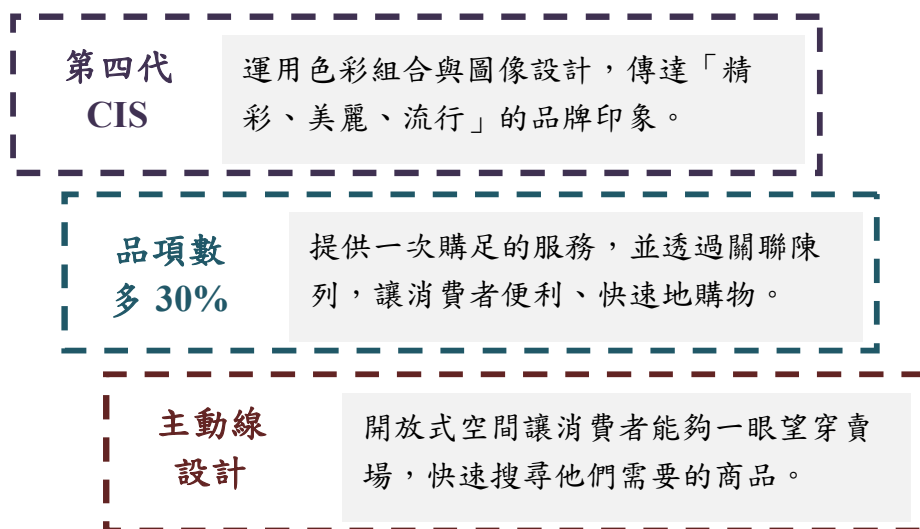 第四代
CIS
運用色彩組合與圖像設計，傳達「精
彩、美麗、流行」的品牌印象。
品項數
多 30%
提供一次購足的服務，並透過關聯陳
列，讓消費者便利、快速地購物。
主動線
設計
開放式空間讓消費者能夠一眼望穿賣
場，快速搜尋他們需要的商品。